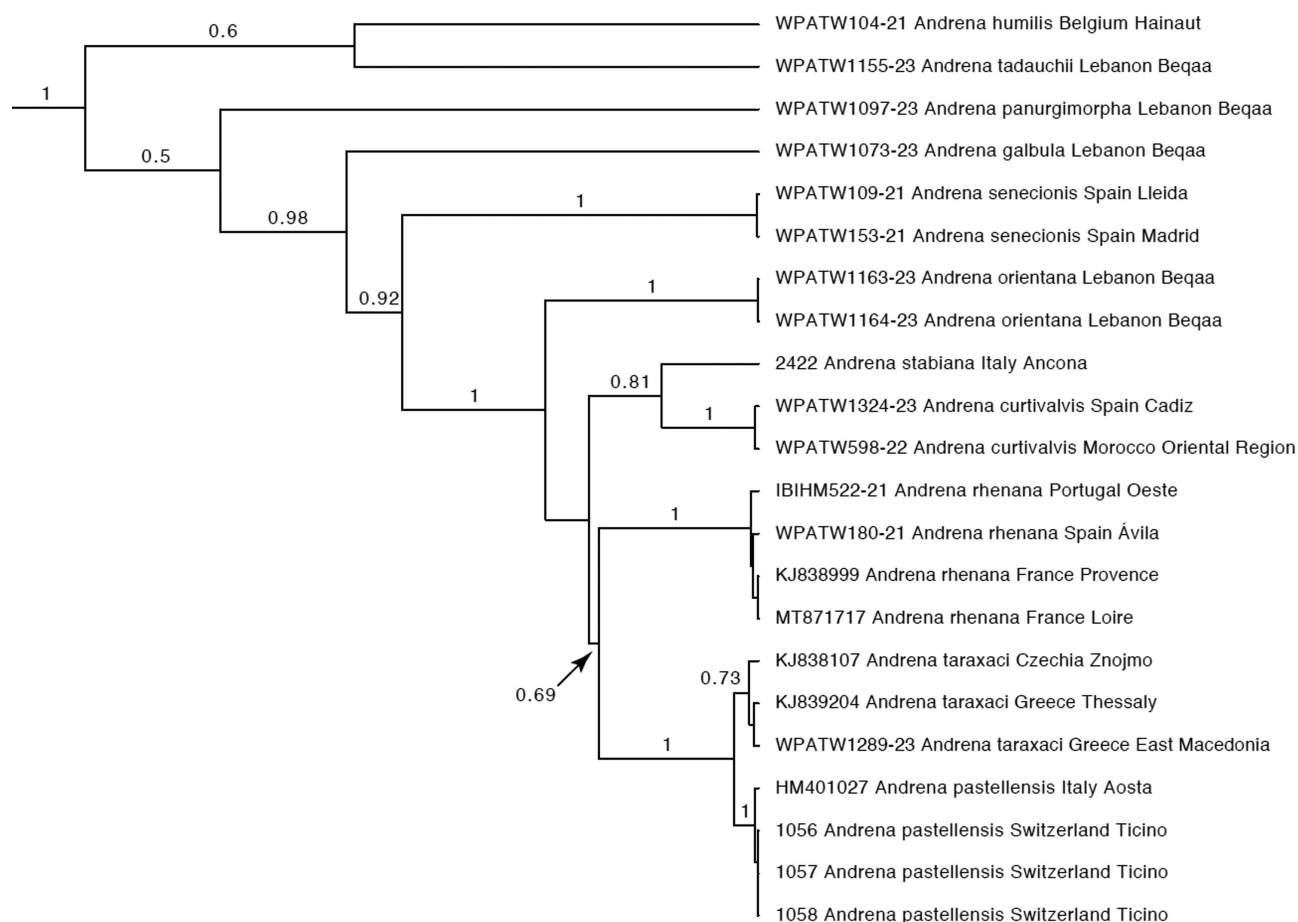 WPATW104-21 Andrena humilis Belgium Hainaut
0.6
WPATW1155-23 Andrena tadauchii Lebanon Beqaa
1
WPATW1097-23 Andrena panurgimorpha Lebanon Beqaa
0.5
WPATW1073-23 Andrena galbula Lebanon Beqaa
WPATW109-21 Andrena senecionis Spain Lleida
1
0.98
WPATW153-21 Andrena senecionis Spain Madrid
WPATW1163-23 Andrena orientana Lebanon Beqaa
1
0.92
WPATW1164-23 Andrena orientana Lebanon Beqaa
2422 Andrena stabiana Italy Ancona
0.81
1
WPATW1324-23 Andrena curtivalvis Spain Cadiz
1
WPATW598-22 Andrena curtivalvis Morocco Oriental Region
IBIHM522-21 Andrena rhenana Portugal Oeste
1
WPATW180-21 Andrena rhenana Spain Ávila
KJ838999 Andrena rhenana France Provence
MT871717 Andrena rhenana France Loire
KJ838107 Andrena taraxaci Czechia Znojmo
0.73
0.69
KJ839204 Andrena taraxaci Greece Thessaly
1
WPATW1289-23 Andrena taraxaci Greece East Macedonia
HM401027 Andrena pastellensis Italy Aosta
1
1056 Andrena pastellensis Switzerland Ticino
1057 Andrena pastellensis Switzerland Ticino
1058 Andrena pastellensis Switzerland Ticino